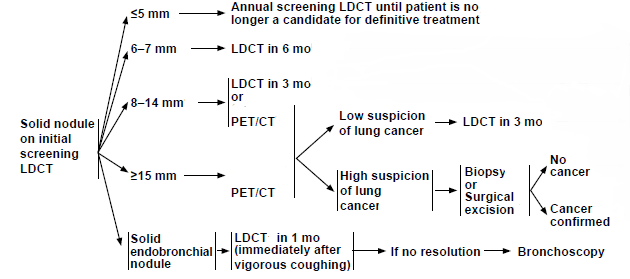 ≤5 mm
Annual screening LDCT until patient is no
longer a candidate for definitive treatment
6–7 mm
LDCT in 6 mo
8–14 mm
LDCT in 3 mo
or
PET/CT
Solid nodule
on initial
screening
LDCT
Low suspicion
of lung cancer
LDCT in 3 mo
≥15 mm
PET/CT
High suspicion
of lung
cancer
Biopsy
or
Surgical
excision
No
cancer
Cancer
confirmed
Solid
endobronchial
nodule
LDCT in 1 mo
(immediately after
vigorous coughing)
If no resolution
Bronchoscopy